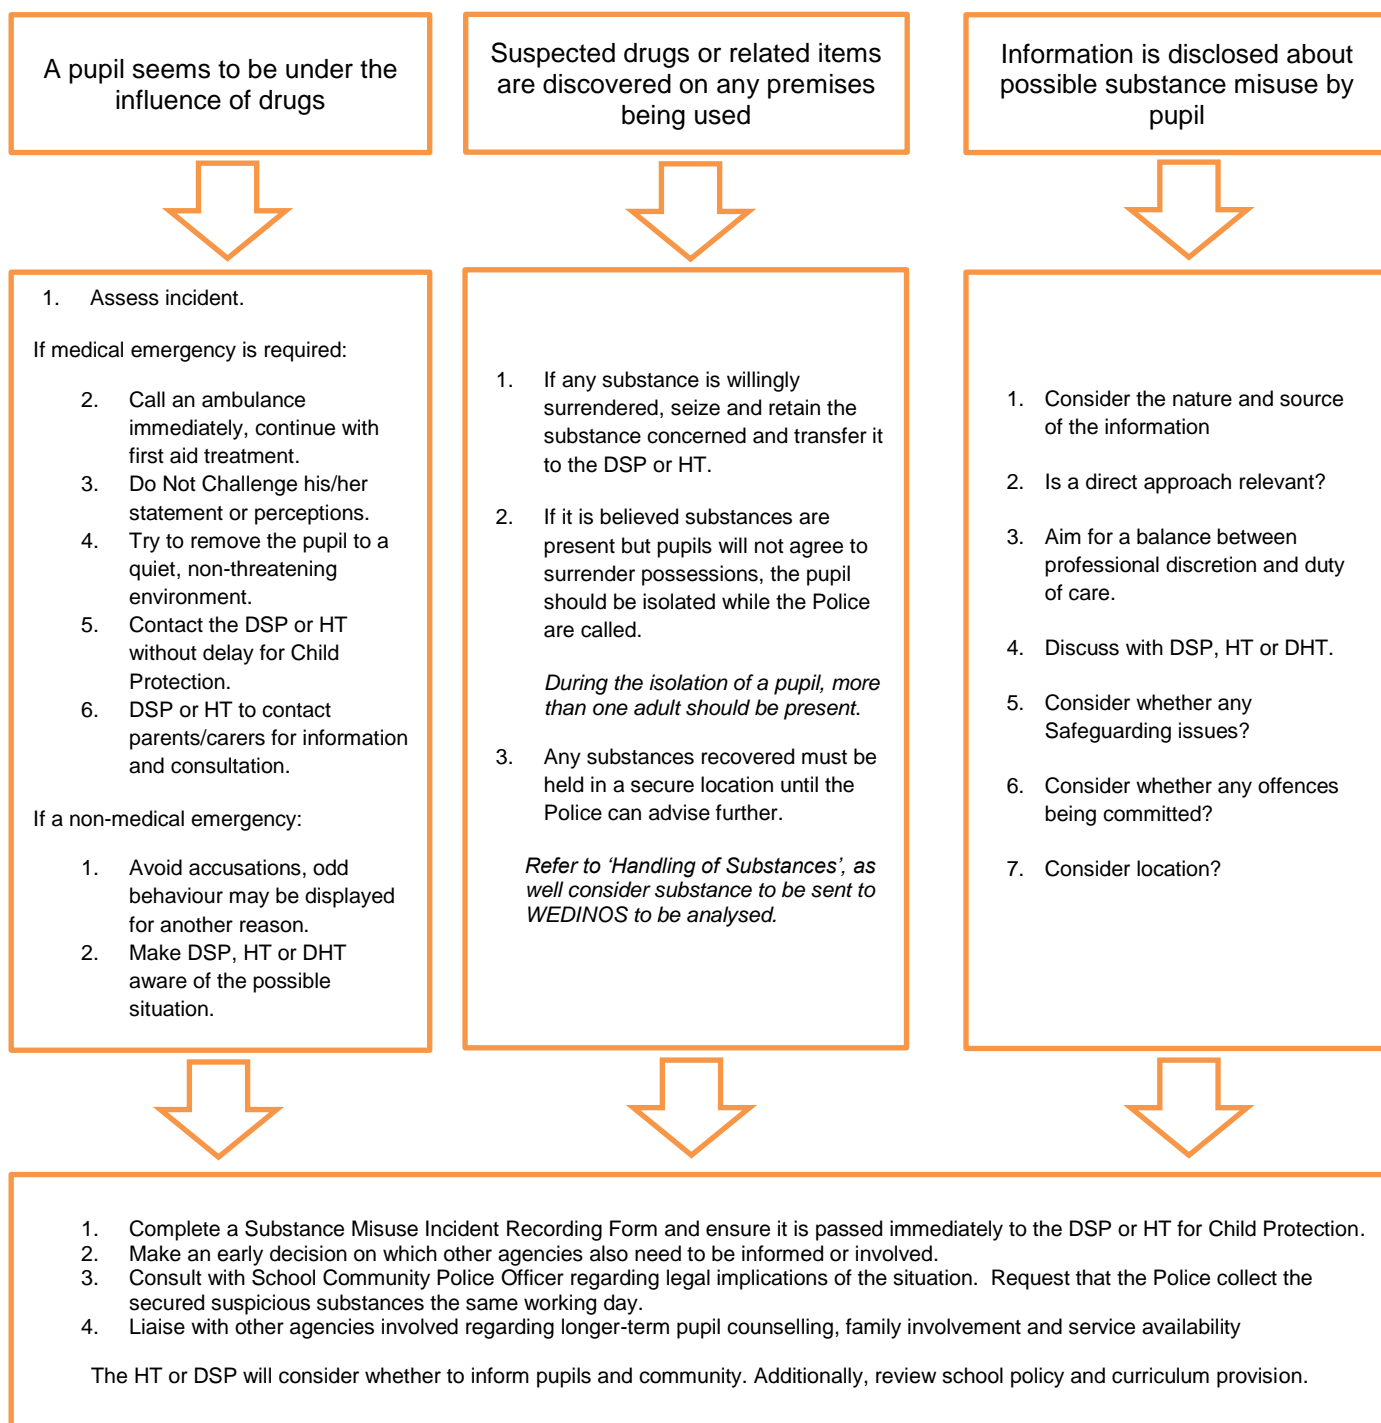 A pupil seems to be under the
influence of drugs
Suspected drugs or related items
are discovered on any premises
being used
Information is disclosed about
possible substance misuse by
pupil
1. Assess incident.
If medical emergency is required:
2. Call an ambulance
immediately, continue with
first aid treatment.
3. Do Not Challenge his/her
statement or perceptions.
4. Try to remove the pupil to a
quiet, non-threatening
environment.
5. Contact the DSP or HT
without delay for Child
Protection.
6. DSP or HT to contact
parents/carers for information
and consultation.
If a non-medical emergency:
1. Avoid accusations, odd
behaviour may be displayed
for another reason.
2. Make DSP, HT or DHT
aware of the possible
situation.
1. If any substance is willingly
surrendered, seize and retain the
substance concerned and transfer it
to the DSP or HT.
2. If it is believed substances are
present but pupils will not agree to
surrender possessions, the pupil
should be isolated while the Police
are called.
During the isolation of a pupil, more
than one adult should be present.
3. Any substances recovered must be
held in a secure location until the
Police can advise further.
Refer to ‘Handling of Substances’, as
well consider substance to be sent to
WEDINOS to be analysed.
1. Consider the nature and source
of the information
2. Is a direct approach relevant?
3. Aim for a balance between
professional discretion and duty
of care.
4. Discuss with DSP, HT or DHT.
5. Consider whether any
Safeguarding issues?
6. Consider whether any offences
being committed?
7. Consider location?
1. Complete a Substance Misuse Incident Recording Form and ensure it is passed immediately to the DSP or HT for Child Protection.
2. Make an early decision on which other agencies also need to be informed or involved.
3. Consult with School Community Police Officer regarding legal implications of the situation. Request that the Police collect the
secured suspicious substances the same working day.
4. Liaise with other agencies involved regarding longer-term pupil counselling, family involvement and service availability
The HT or DSP will consider whether to inform pupils and community. Additionally, review school policy and curriculum provision.